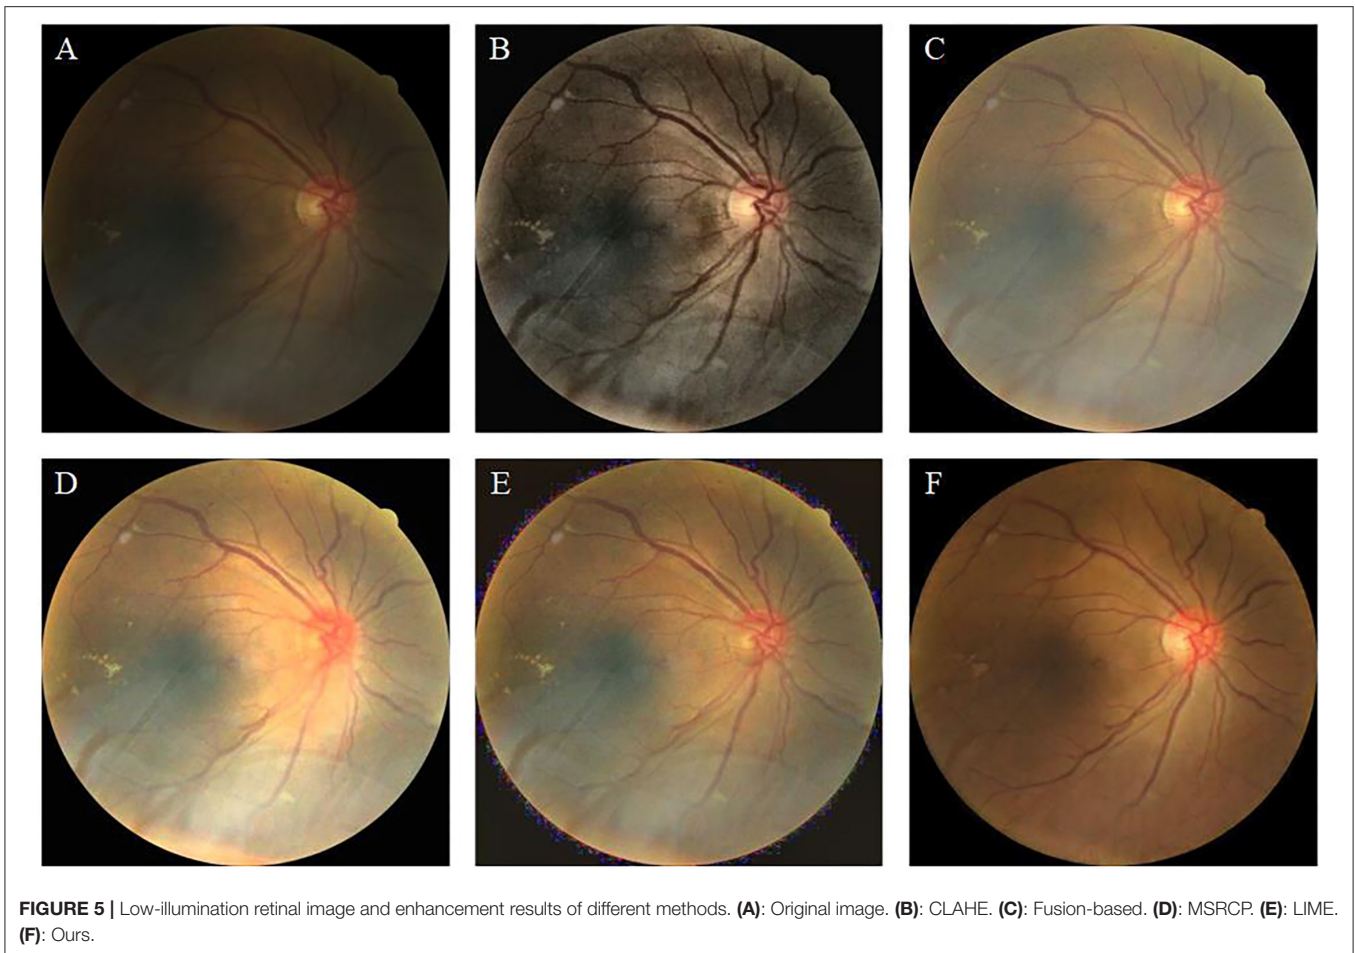 A
B
C
D
E
F
FIGURE 5 | Low-illumination retinal image and enhancement results of different methods. (A): Original image. (B): CLAHE. (C): Fusion-based. (D): MSRCP. (E): LIME.
(F): Ours.